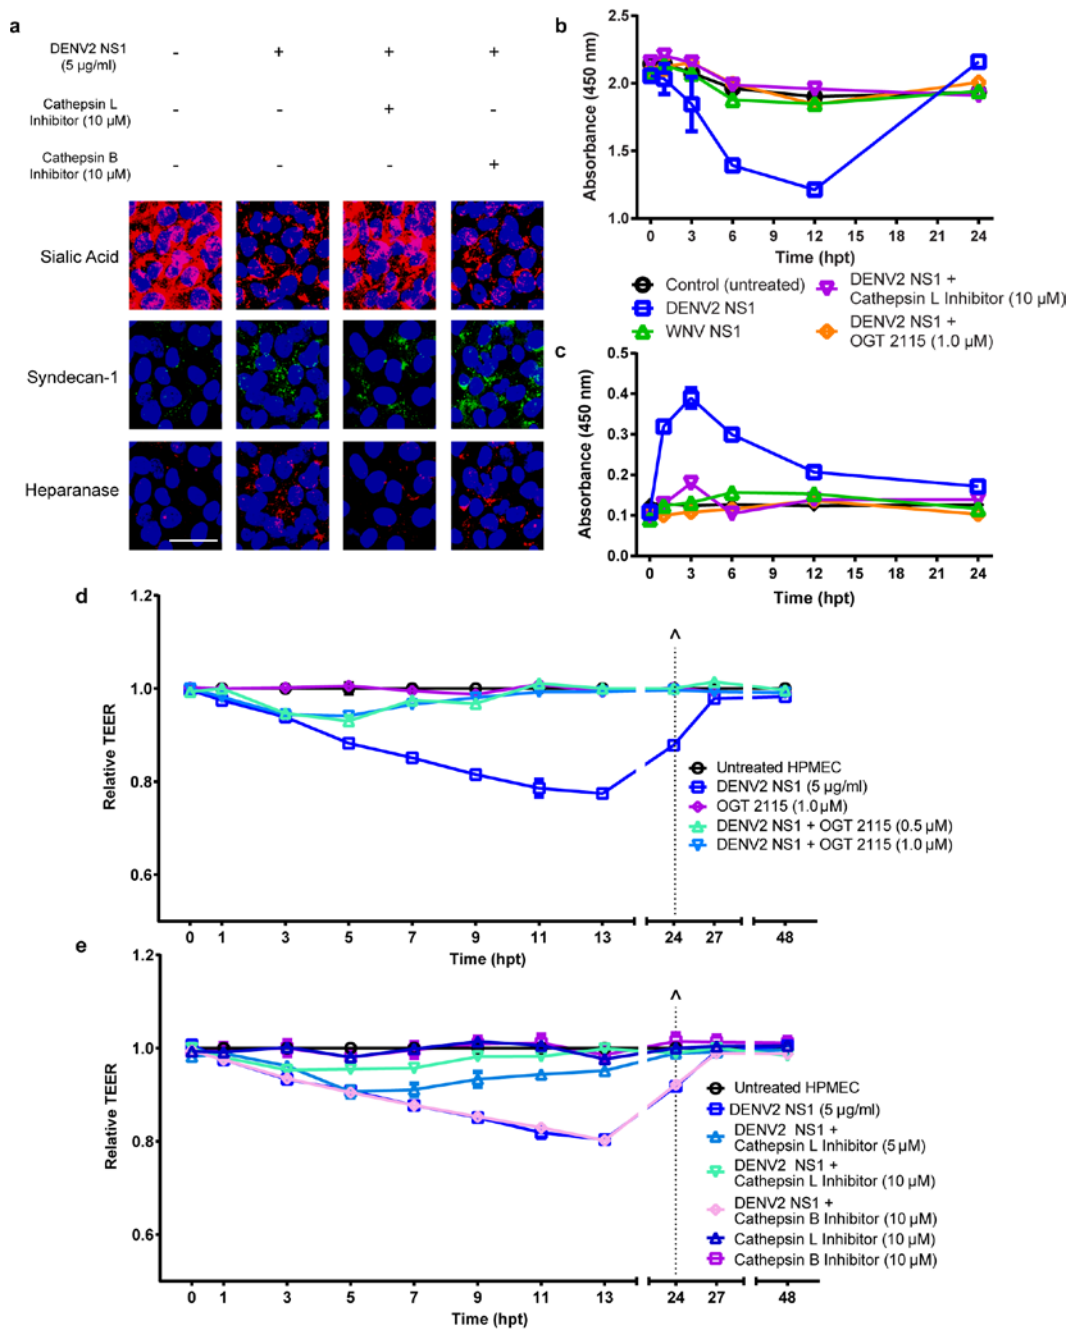 a
DENV2 NS1
(5 µg/ml)
- + + +
Cathepsin L
Inhibitor (10 µM)
- - + -
Cathepsin B
Inhibitor (10 µM)
- - - +
Sialic Acid
Syndecan-1
Heparanase
b
2.5
2.0
1.5
1.0
Absorbance (450 nm)
0 3 6 9 12 15 18 21 24
Time (hpt)
Control (untreated)
DENV2 NS1
WNV NS1
DENV2 NS1 +
Cathepsin L Inhibitor (10 µM)
DENV2 NS1 +
OGT 2115 (1.0 µM)
c
0.5
0.4
0.3
0.2
0.1
0.0
Absorbance (450 nm)
0 3 6 9 12 15 18 21 24
Time (hpt)
d
1.2
1.0
0.8
0.6
Relative TEER
^
Untreated HPMEC
DENV2 NS1 (5 µg/ml)
OGT 2115 (1.0 µM)
DENV2 NS1 + OGT 2115 (0.5 µM)
DENV2 NS1 + OGT 2115 (1.0 µM)
0 1 3 5 7 9 11 13 24 27 48
Time (hpt)
e
1.2
1.0
0.8
0.6
Relative TEER
^
Untreated HPMEC
DENV2 NS1 (5 µg/ml)
DENV2 NS1 +
Cathepsin L Inhibitor (5 µM)
DENV2 NS1 +
Cathepsin L Inhibitor (10 µM)
DENV2 NS1 +
Cathepsin B Inhibitor (10 µM)
Cathepsin L Inhibitor (10 µM)
Cathepsin B Inhibitor (10 µM)
0 1 3 5 7 9 11 13 24 27 48
Time (hpt)